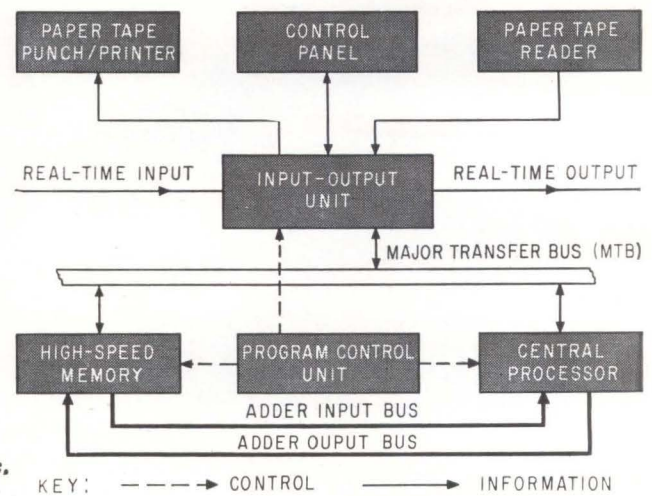 PAPER TAPE
PUNCH/PRINTER
CONTROL
PANEL
PAPER TAPE
READER
REAL-TIME INPUT
INPUT-OUTPUT
UNIT
REAL-TIME OUTPUT
MAJOR TRANSFER BUS (MTB)
HIGH-SPEED
MEMORY
PROGRAM CONTROL
UNIT
CENTRAL
PROCESSOR
ADDER INPUT BUS
ADDER OUPUT BUS
KEY: CONTROL INFORMATION